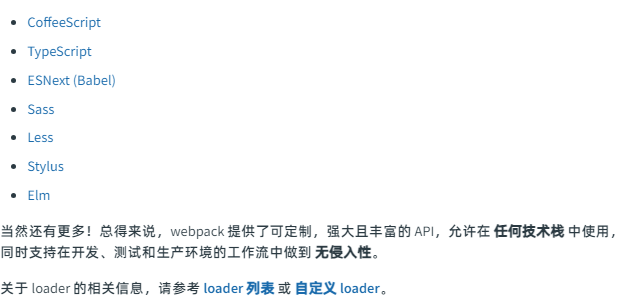 CoffeeScript
TypeScript
ESNext (Babel)
Sass
Less
Stylus
Elm
当然还有更多！总得来说，webpack 提供了可定制，强大且丰富的 API，允许在 任何技术栈 中使用，
同时支持在开发、测试和生产环境的工作流中做到 无侵入性。
关于 loader 的相关信息，请参考 loader 列表 或 自定义 loader。